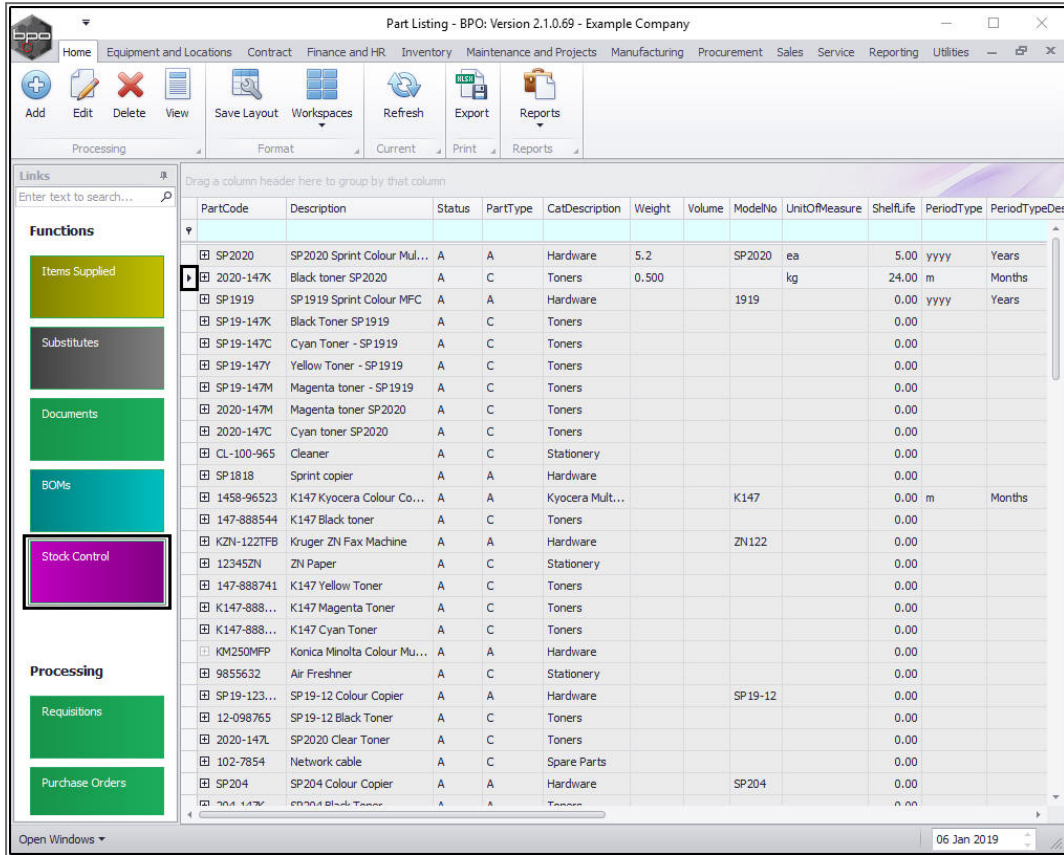 bpo
Part Listing - BPO: Version 2.1.0.69 - Example Company
Home Equipment and Locations Contract Finance and HR Inventory Maintenance and Projects Manufacturing Procurement Sales Service Reporting Utilities
Add Edit Delete View Save Layout Workspaces Refresh XLSX Export Reports
Processing Format Current Print Reports
Links
Enter text to search...
Drag a column header here to group by that column
PartCode Description Status PartType CatDescription Weight Volume ModelNo UnitOfMeasure ShelfLife PeriodType PeriodTypeDes
Functions
Items Supplied
Substitutes
Documents
BOMs
Stock Control
Processing
Requisitions
Purchase Orders
SP2020 SP2020 Sprint Colour Mul... A A Hardware 5.2 SP2020 ea 5.00 yyyy Years
2020-147K Black toner SP2020 A C Toners 0.500 kg 24.00 m Months
SP1919 SP1919 Sprint Colour MFC A A Hardware 1919 0.00 yyyy Years
SP19-147K Black Toner SP1919 A C Toners 0.00
SP19-147C Cyan Toner - SP1919 A C Toners 0.00
SP19-147Y Yellow Toner - SP1919 A C Toners 0.00
SP19-147M Magenta toner - SP1919 A C Toners 0.00
2020-147M Magenta toner SP2020 A C Toners 0.00
2020-147C Cyan toner SP2020 A C Toners 0.00
CL-100-965 Cleaner A C Stationery 0.00
SP1818 Sprint copier A A Hardware 0.00
1458-96523 K147 Kyocera Colour Co... A A Kyocera Mult... K147 0.00 m Months
147-888544 K147 Black toner A C Toners 0.00
KZN-122TFB Kruger ZN Fax Machine A A Hardware ZN122 0.00
12345ZN ZN Paper A C Stationery 0.00
147-888741 K147 Yellow Toner A C Toners 0.00
K147-888... K147 Magenta Toner A C Toners 0.00
K147-888... K147 Cyan Toner A C Toners 0.00
KM250MFP Konica Minolta Colour Mu... A A Hardware 0.00
9855632 Air Freshner A C Stationery 0.00
SP19-123... SP19-12 Colour Copier A A Hardware SP19-12 0.00
12-098765 SP19-12 Black Toner A C Toners 0.00
2020-147L SP2020 Clear Toner A C Toners 0.00
102-7854 Network cable A C Spare Parts 0.00
SP204 SP204 Colour Copier A A Hardware SP204 0.00
204-147K SP204 Black Toner A A Toners 0.00
Open Windows
06 Jan 2019